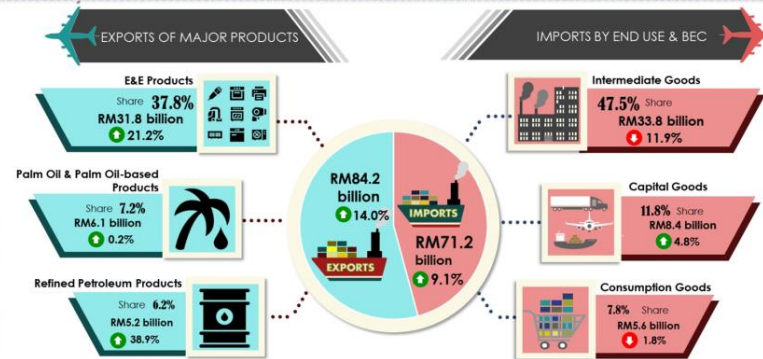 EXPORTS OF MAJOR PRODUCTS
E&E Products
Share 37.8%
RM31.8 billion
21.2%
Palm Oil & Palm Oil-based
Products
Share 7.2%
RM6.1 billion
0.2%
Refined Petroleum Products
Share 6.2%
RM5.2 billion
38.9%
RM84.2
billion
14.0%
EXPORTS
IMPORTS
RM71.2
billion
9.1%
IMPORTS BY END USE & BEC
Intermediate Goods
47.5% Share
RM33.8 billion
11.9%
Capital Goods
11.8% Share
RM8.4 billion
4.8%
Consumption Goods
7.8% Share
RM5.6 billion
1.8%